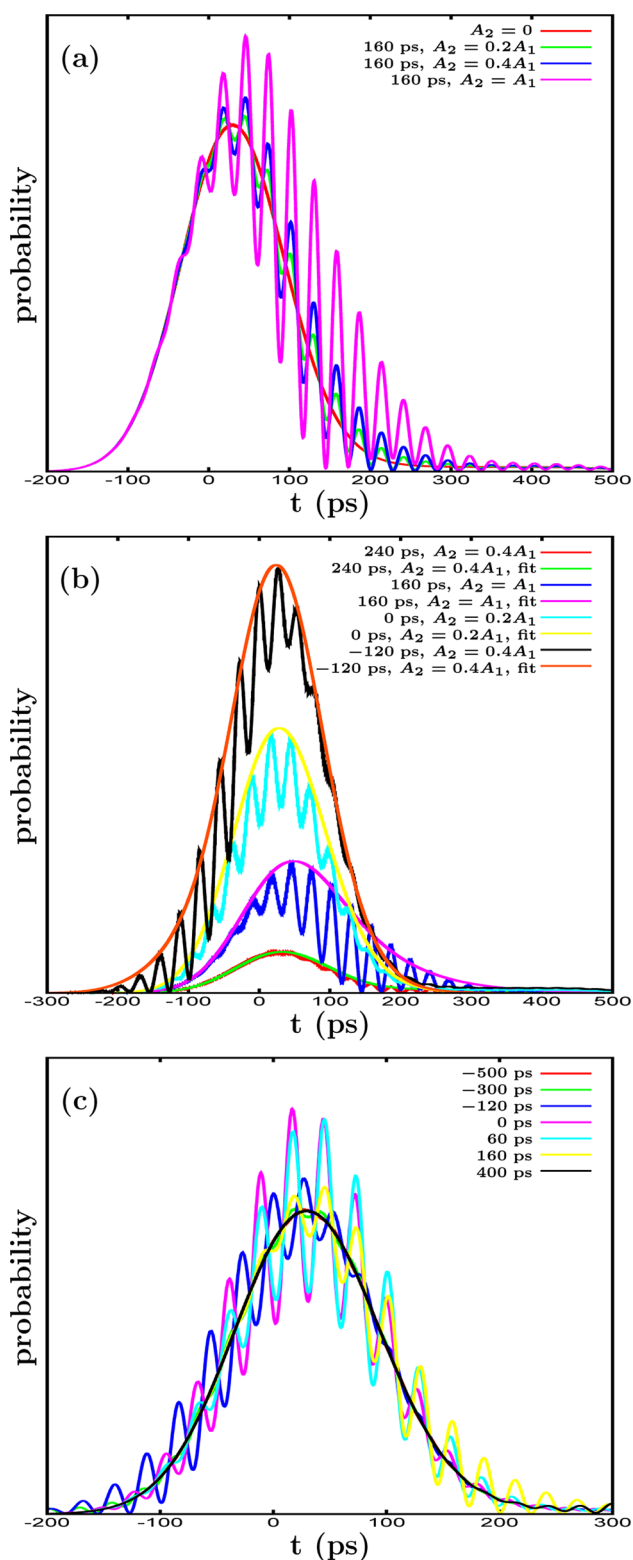 (a)
A₂ = 0
160 ps, A₂ = 0.2A₁
160 ps, A₂ = 0.4A₁
160 ps, A₂ = A₁
probability
-200 -100 0 100 200 300 400 500
t (ps)
(b)
240 ps, A₂ = 0.4A₁
240 ps, A₂ = 0.4A₁, fit
160 ps, A₂ = A₁
160 ps, A₂ = A₁, fit
0 ps, A₂ = 0.2A₁
0 ps, A₂ = 0.2A₁, fit
−120 ps, A₂ = 0.4A₁
−120 ps, A₂ = 0.4A₁, fit
probability
-300 -200 -100 0 100 200 300 400 500
t (ps)
(c)
−500 ps
−300 ps
−120 ps
0 ps
60 ps
160 ps
400 ps
probability
-200 -100 0 100 200 300
t (ps)